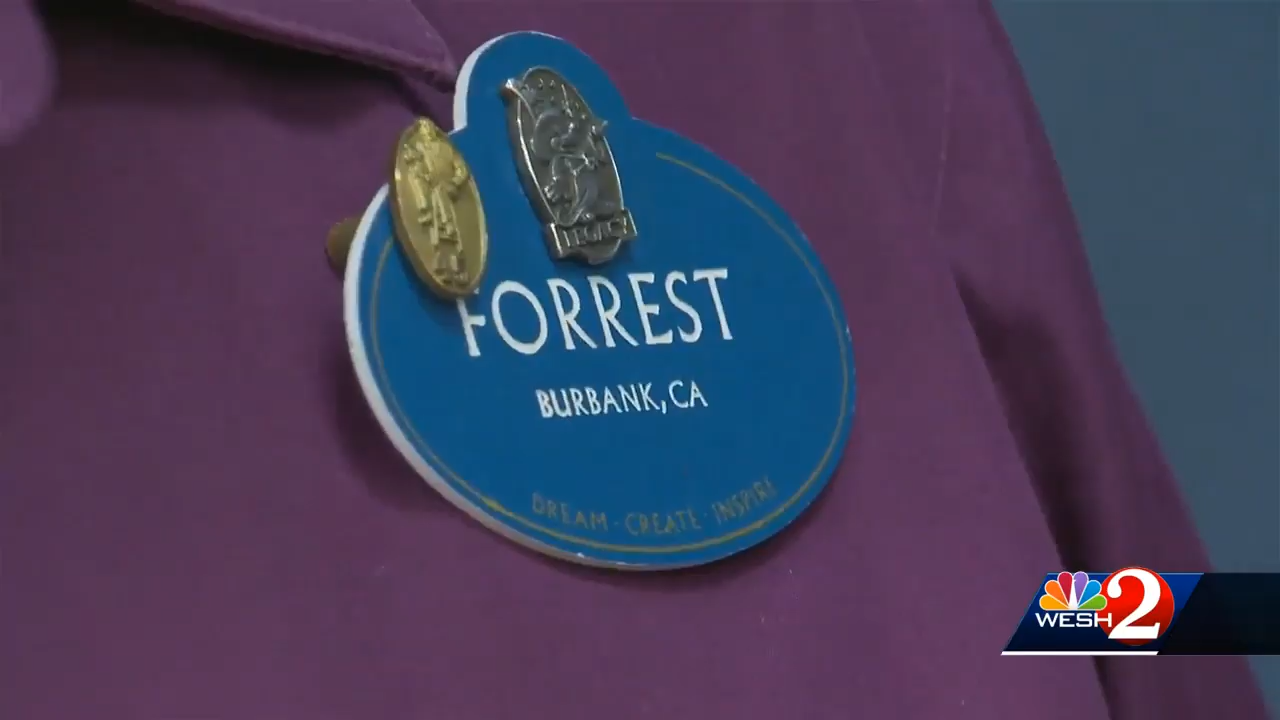 LEGACY
FORREST
BURBANK, CA
DREAM · CREATE · INSPIRE
WESH 2